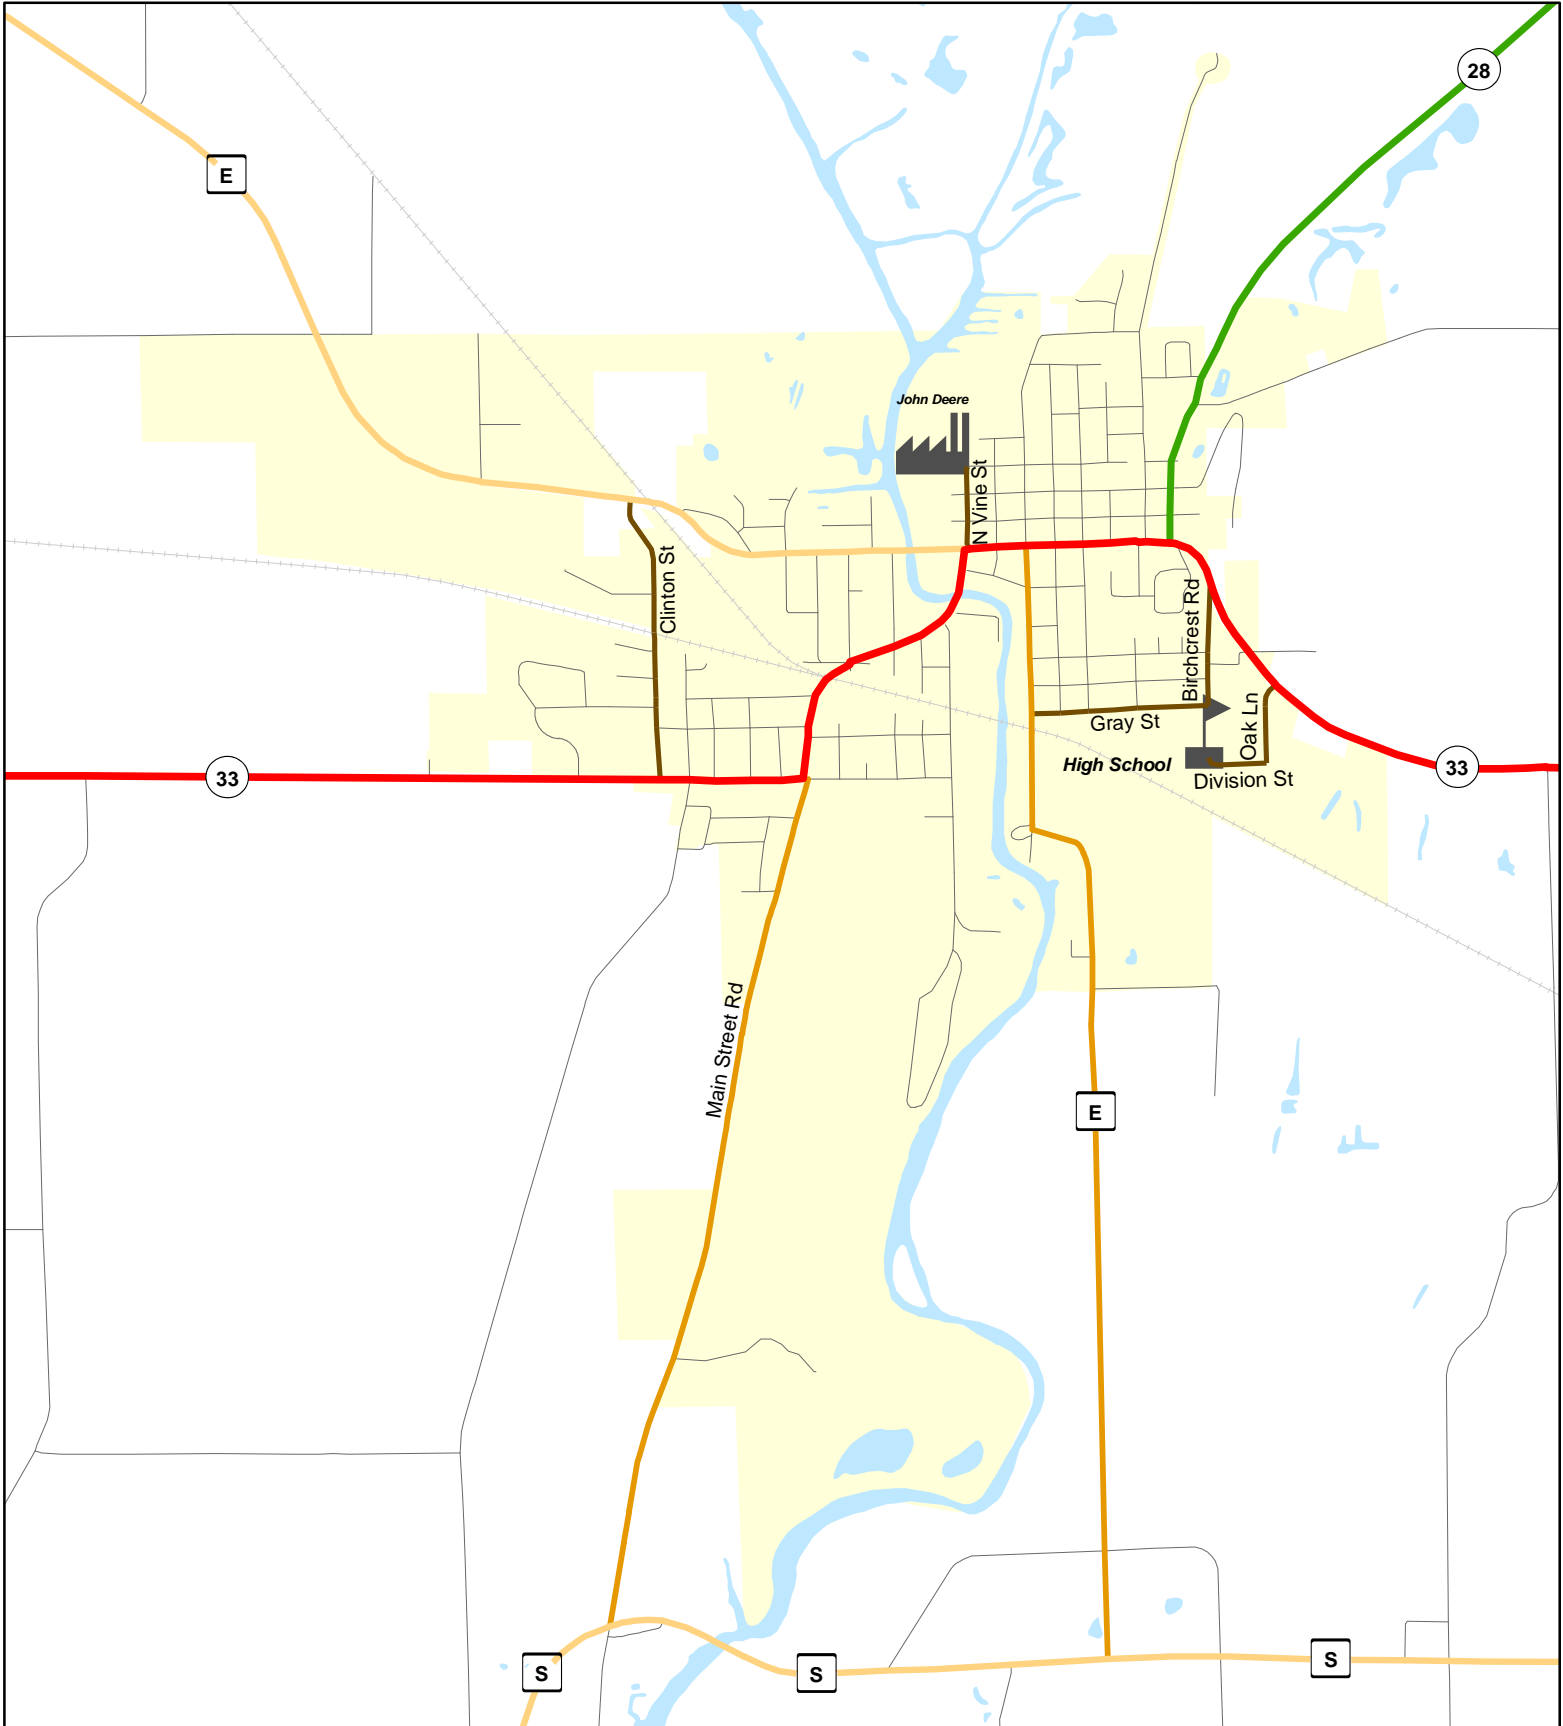 28
E
John Deere
N Vine St
Clinton St
Birchcrest Rd
Gray St
Oak Ln
High School
Division St
33
33
Main Street Rd
E
S
S
S